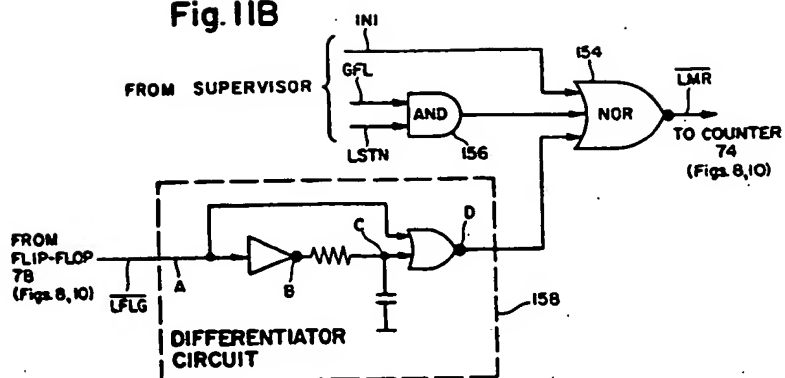 Fig. 11B
INI
GFL
FROM SUPERVISOR
AND
LSTN
156
154
NOR
LMR
TO COUNTER
74
(Figs. 8,10)
D
C
FROM
FLIP-FLOP
78
(Figs. 8,10)
LFLG
A
B
158
DIFFERENTIATOR
CIRCUIT